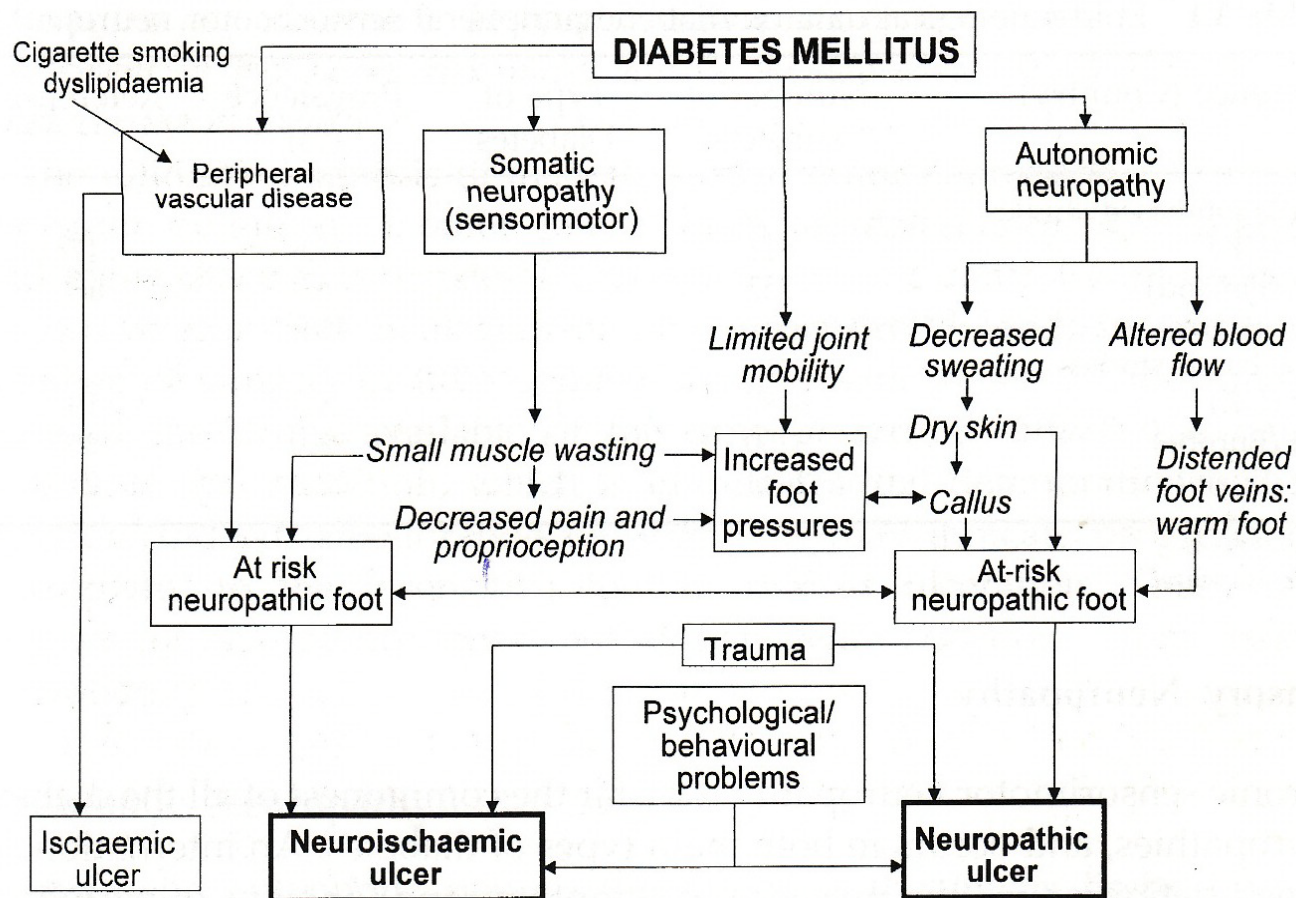 DIABETES MELLITUS
Cigarette smoking
dyslipidaemia
Peripheral
vascular disease
Somatic
neuropathy
(sensorimotor)
Autonomic
neuropathy
Limited joint
mobility
Decreased
sweating
Altered blood
flow
Dry skin
Small muscle wasting
Increased
foot
pressures
Callus
Distended
foot veins:
warm foot
Decreased pain and
proprioception
At risk
neuropathic foot
At-risk
neuropathic foot
Trauma
Psychological/
behavioural
problems
Ischaemic
ulcer
Neuroischaemic
ulcer
Neuropathic
ulcer